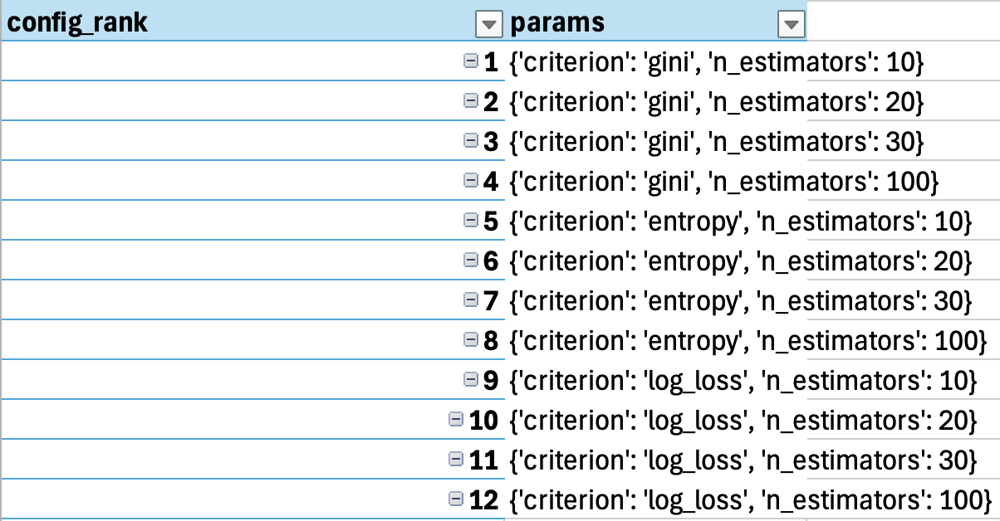 config_rank params
1 {'criterion': 'gini', 'n_estimators': 10}
2 {'criterion': 'gini', 'n_estimators': 20}
3 {'criterion': 'gini', 'n_estimators': 30}
4 {'criterion': 'gini', 'n_estimators': 100}
5 {'criterion': 'entropy', 'n_estimators': 10}
6 {'criterion': 'entropy', 'n_estimators': 20}
7 {'criterion': 'entropy', 'n_estimators': 30}
8 {'criterion': 'entropy', 'n_estimators': 100}
9 {'criterion': 'log_loss', 'n_estimators': 10}
10 {'criterion': 'log_loss', 'n_estimators': 20}
11 {'criterion': 'log_loss', 'n_estimators': 30}
12 {'criterion': 'log_loss', 'n_estimators': 100}